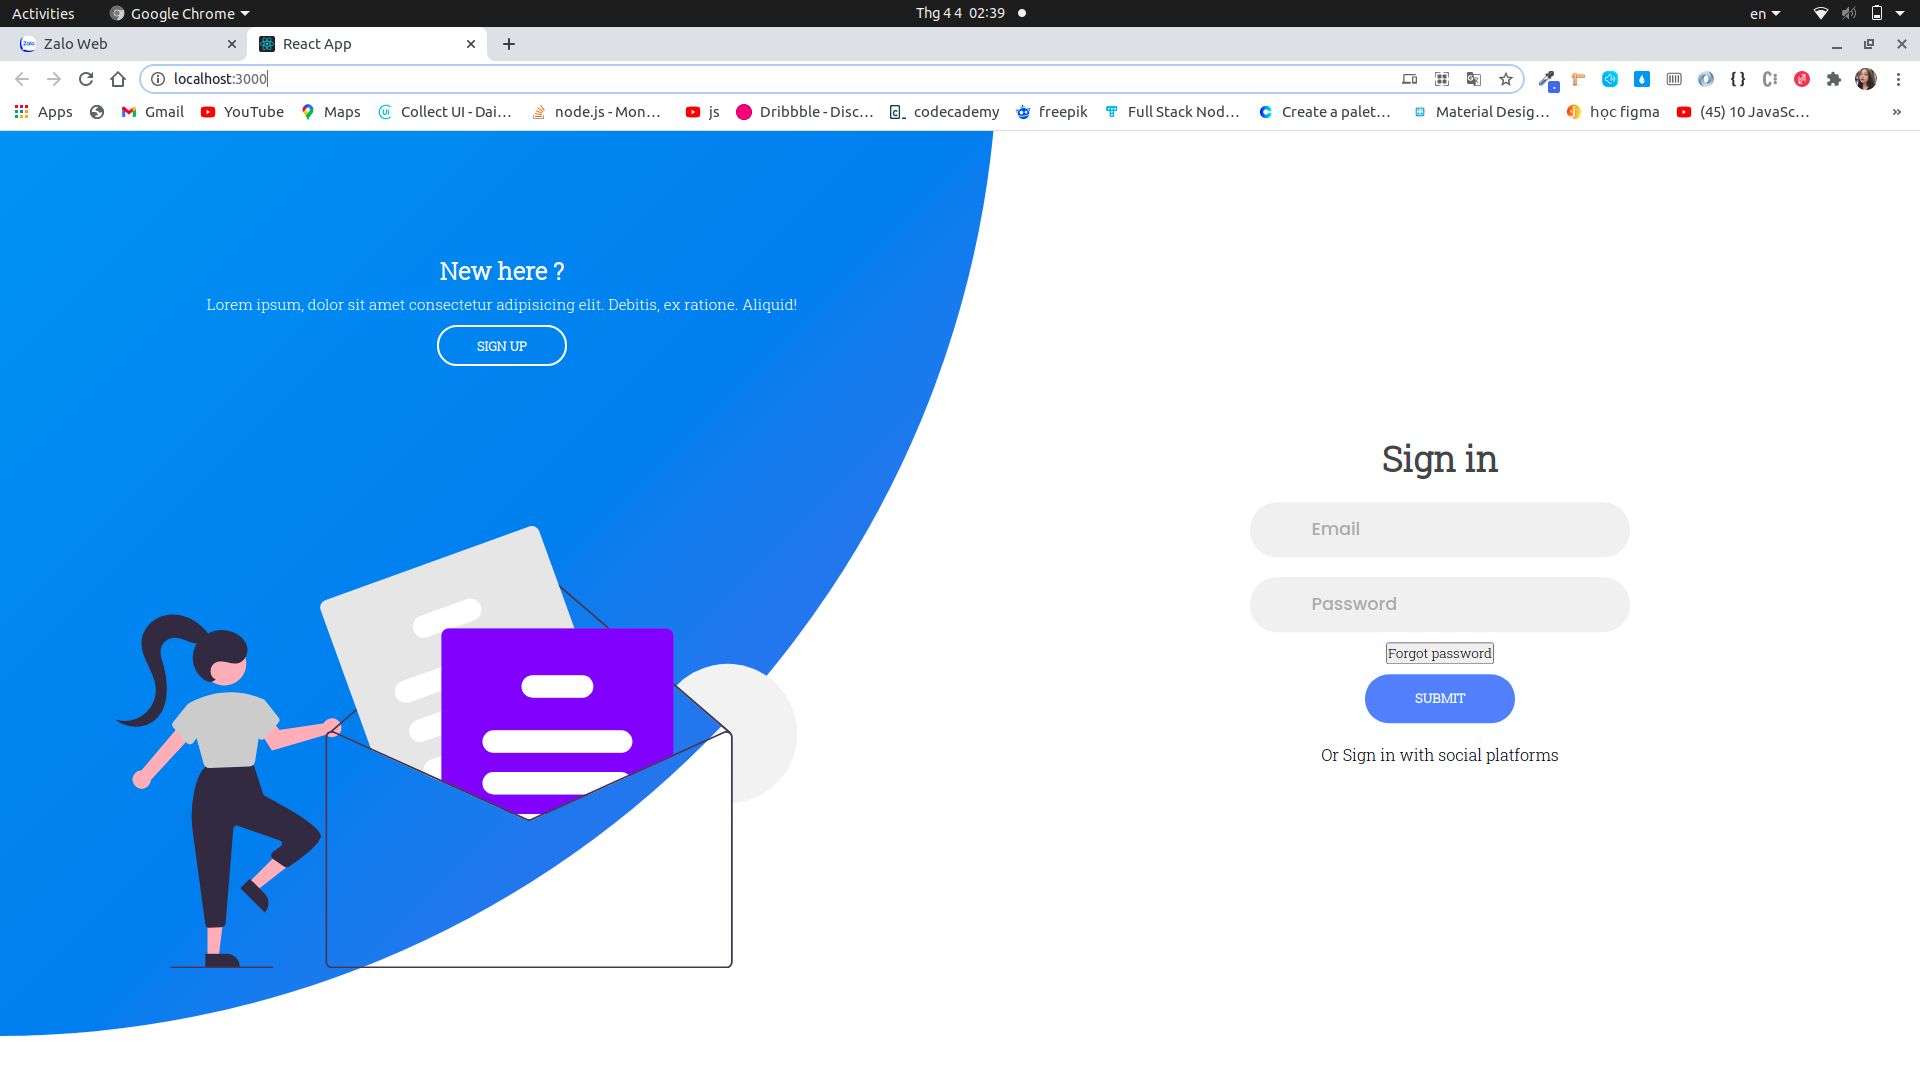 Activities Google Chrome Thg 4 4 02:39 en
Zalo Zalo Web React App
localhost:3000
Apps Gmail YouTube Maps Collect UI - Dai... node.js - Mon... js Dribbble - Disc... codecademy freepik Full Stack Nod... Create a palet... Material Desig... học figma (45) 10 JavaSc... »
New here ?
Lorem ipsum, dolor sit amet consectetur adipisicing elit. Debitis, ex ratione. Aliquid!
SIGN UP
Sign in
Email
Password
Forgot password
SUBMIT
Or Sign in with social platforms